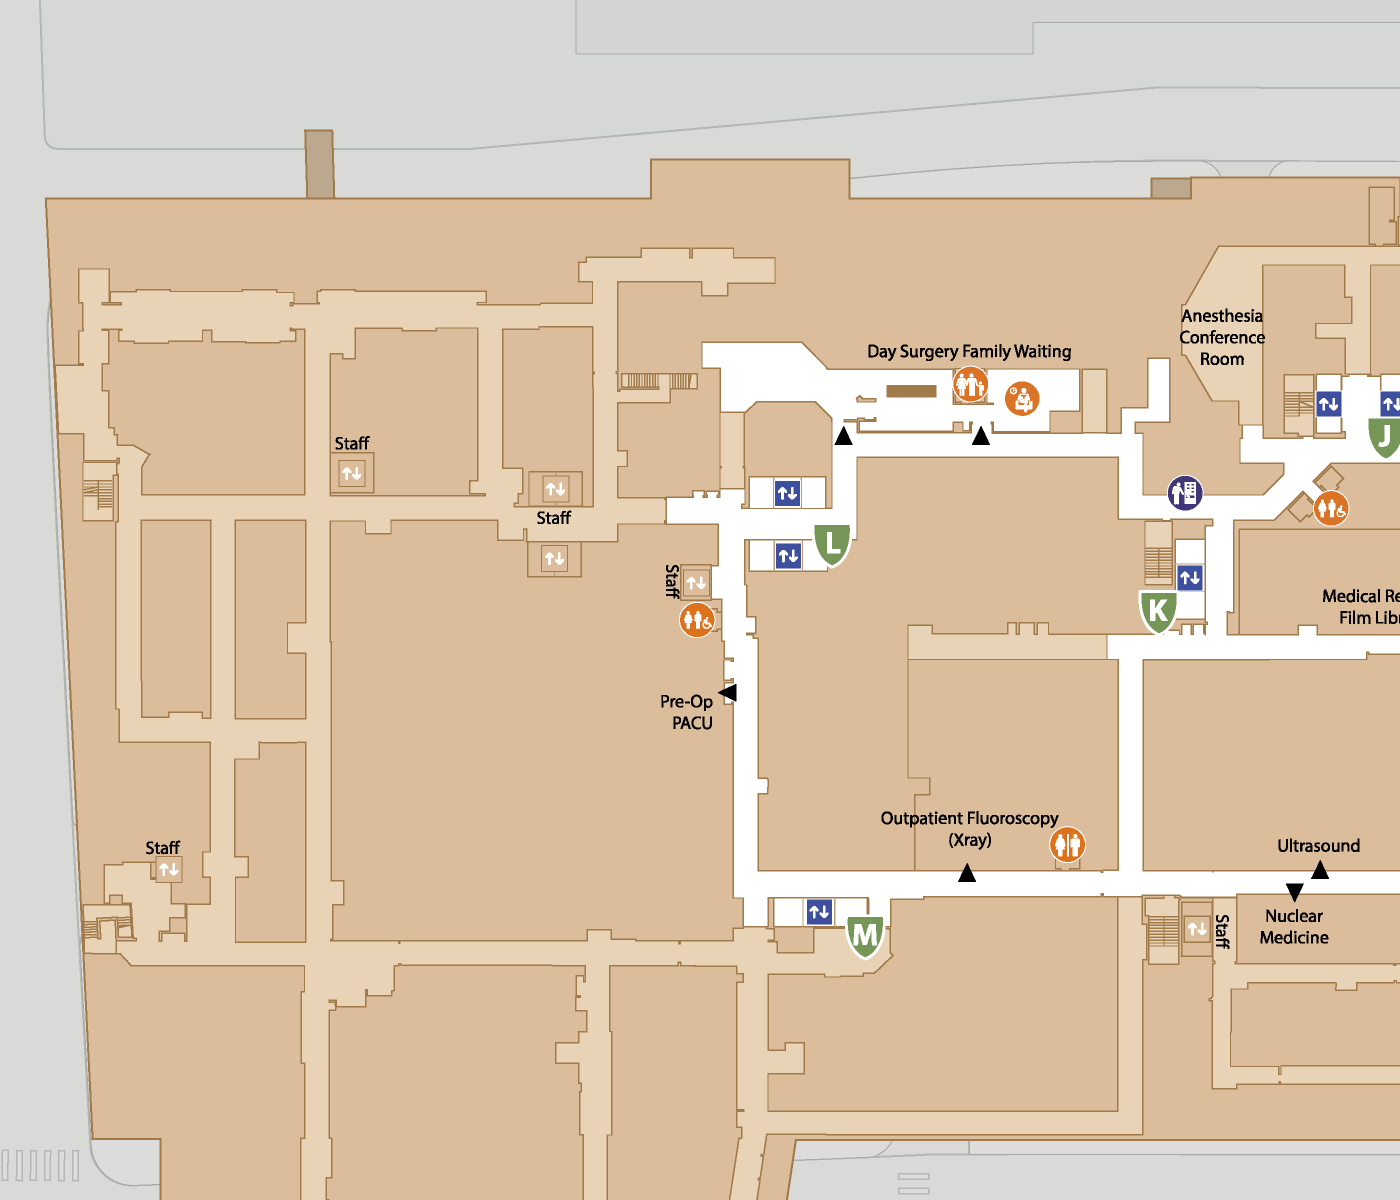 Anesthesia
Conference
Room
Day Surgery Family Waiting
J
Staff
Staff
L
Staff
K
Medical Re
Film Libr
Pre-Op
PACU
Outpatient Fluoroscopy
(Xray)
Ultrasound
Staff
M
Staff
Nuclear
Medicine